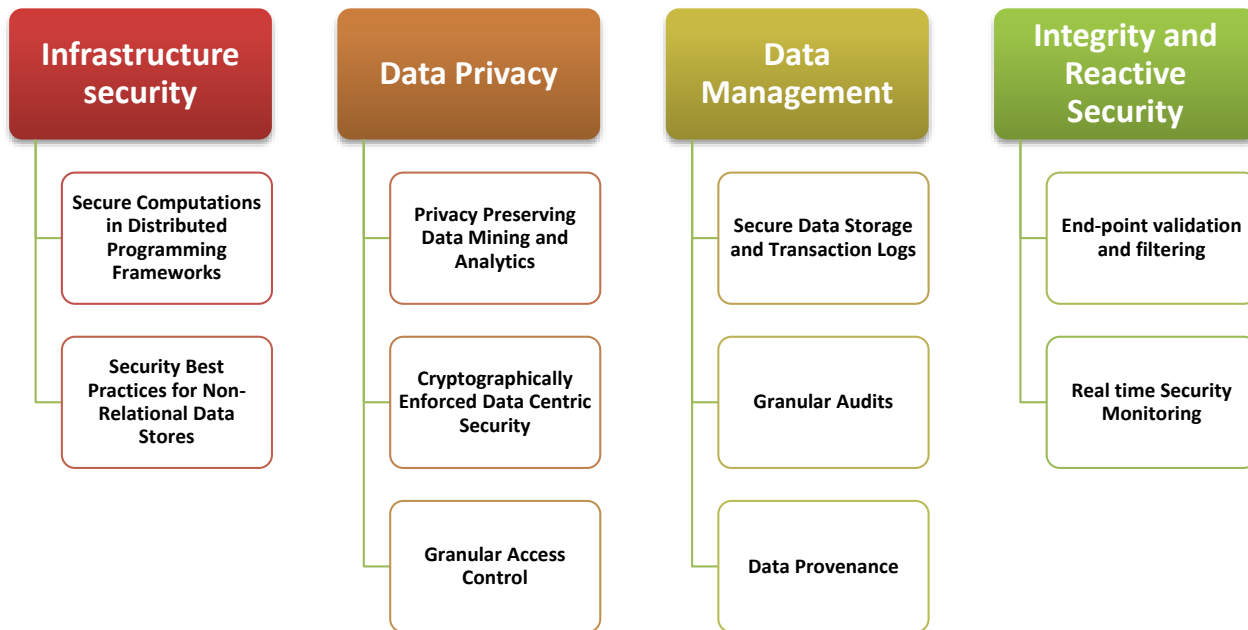 Infrastructure
security
Secure Computations
in Distributed
Programming
Frameworks
Security Best
Practices for Non-
Relational Data
Stores
Data Privacy
Privacy Preserving
Data Mining and
Analytics
Cryptographically
Enforced Data Centric
Security
Granular Access
Control
Data
Management
Secure Data Storage
and Transaction Logs
Granular Audits
Data Provenance
Integrity and
Reactive
Security
End-point validation
and filtering
Real time Security
Monitoring